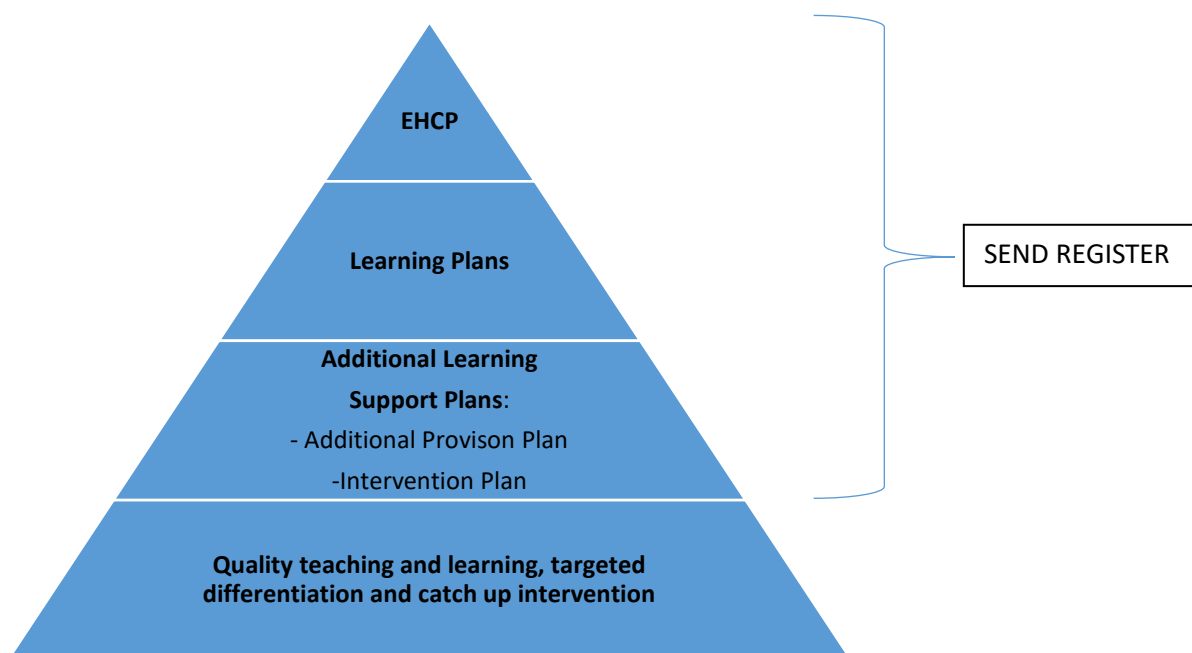 EHCP
Learning Plans
SEND REGISTER
Additional Learning
Support Plans:
- Additional Provison Plan
-Intervention Plan
Quality teaching and learning, targeted
differentiation and catch up intervention